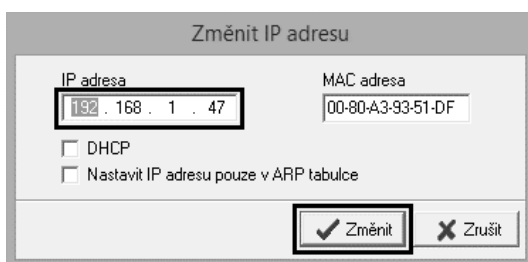 Změnit IP adresu
IP adresa
MAC adresa
192 . 168 . 1 . 47
00-80-A3-93-51-DF
DHCP
Nastavit IP adresu pouze v ARP tabulce
Změnit
Zrušit